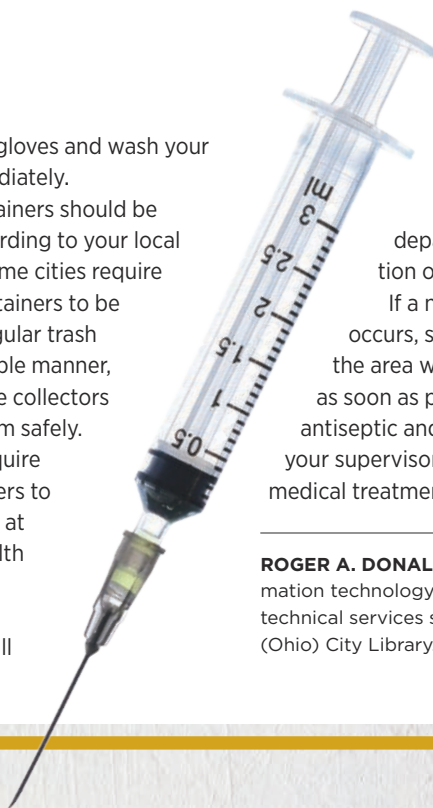 gloves and wash your
diately.
ainers should be
rding to your local
me cities require
tainers to be
gular trash
ble manner,
e collectors
m safely.
quire
ers to
at
lth
ll
ml
3
2.5
2
1.5
1
0.5
depa
tion o
If a n
occurs, s
the area w
as soon as p
antiseptic and
your supervisor
medical treatmen
ROGER A. DONAL
mation technology
technical services s
(Ohio) City Library